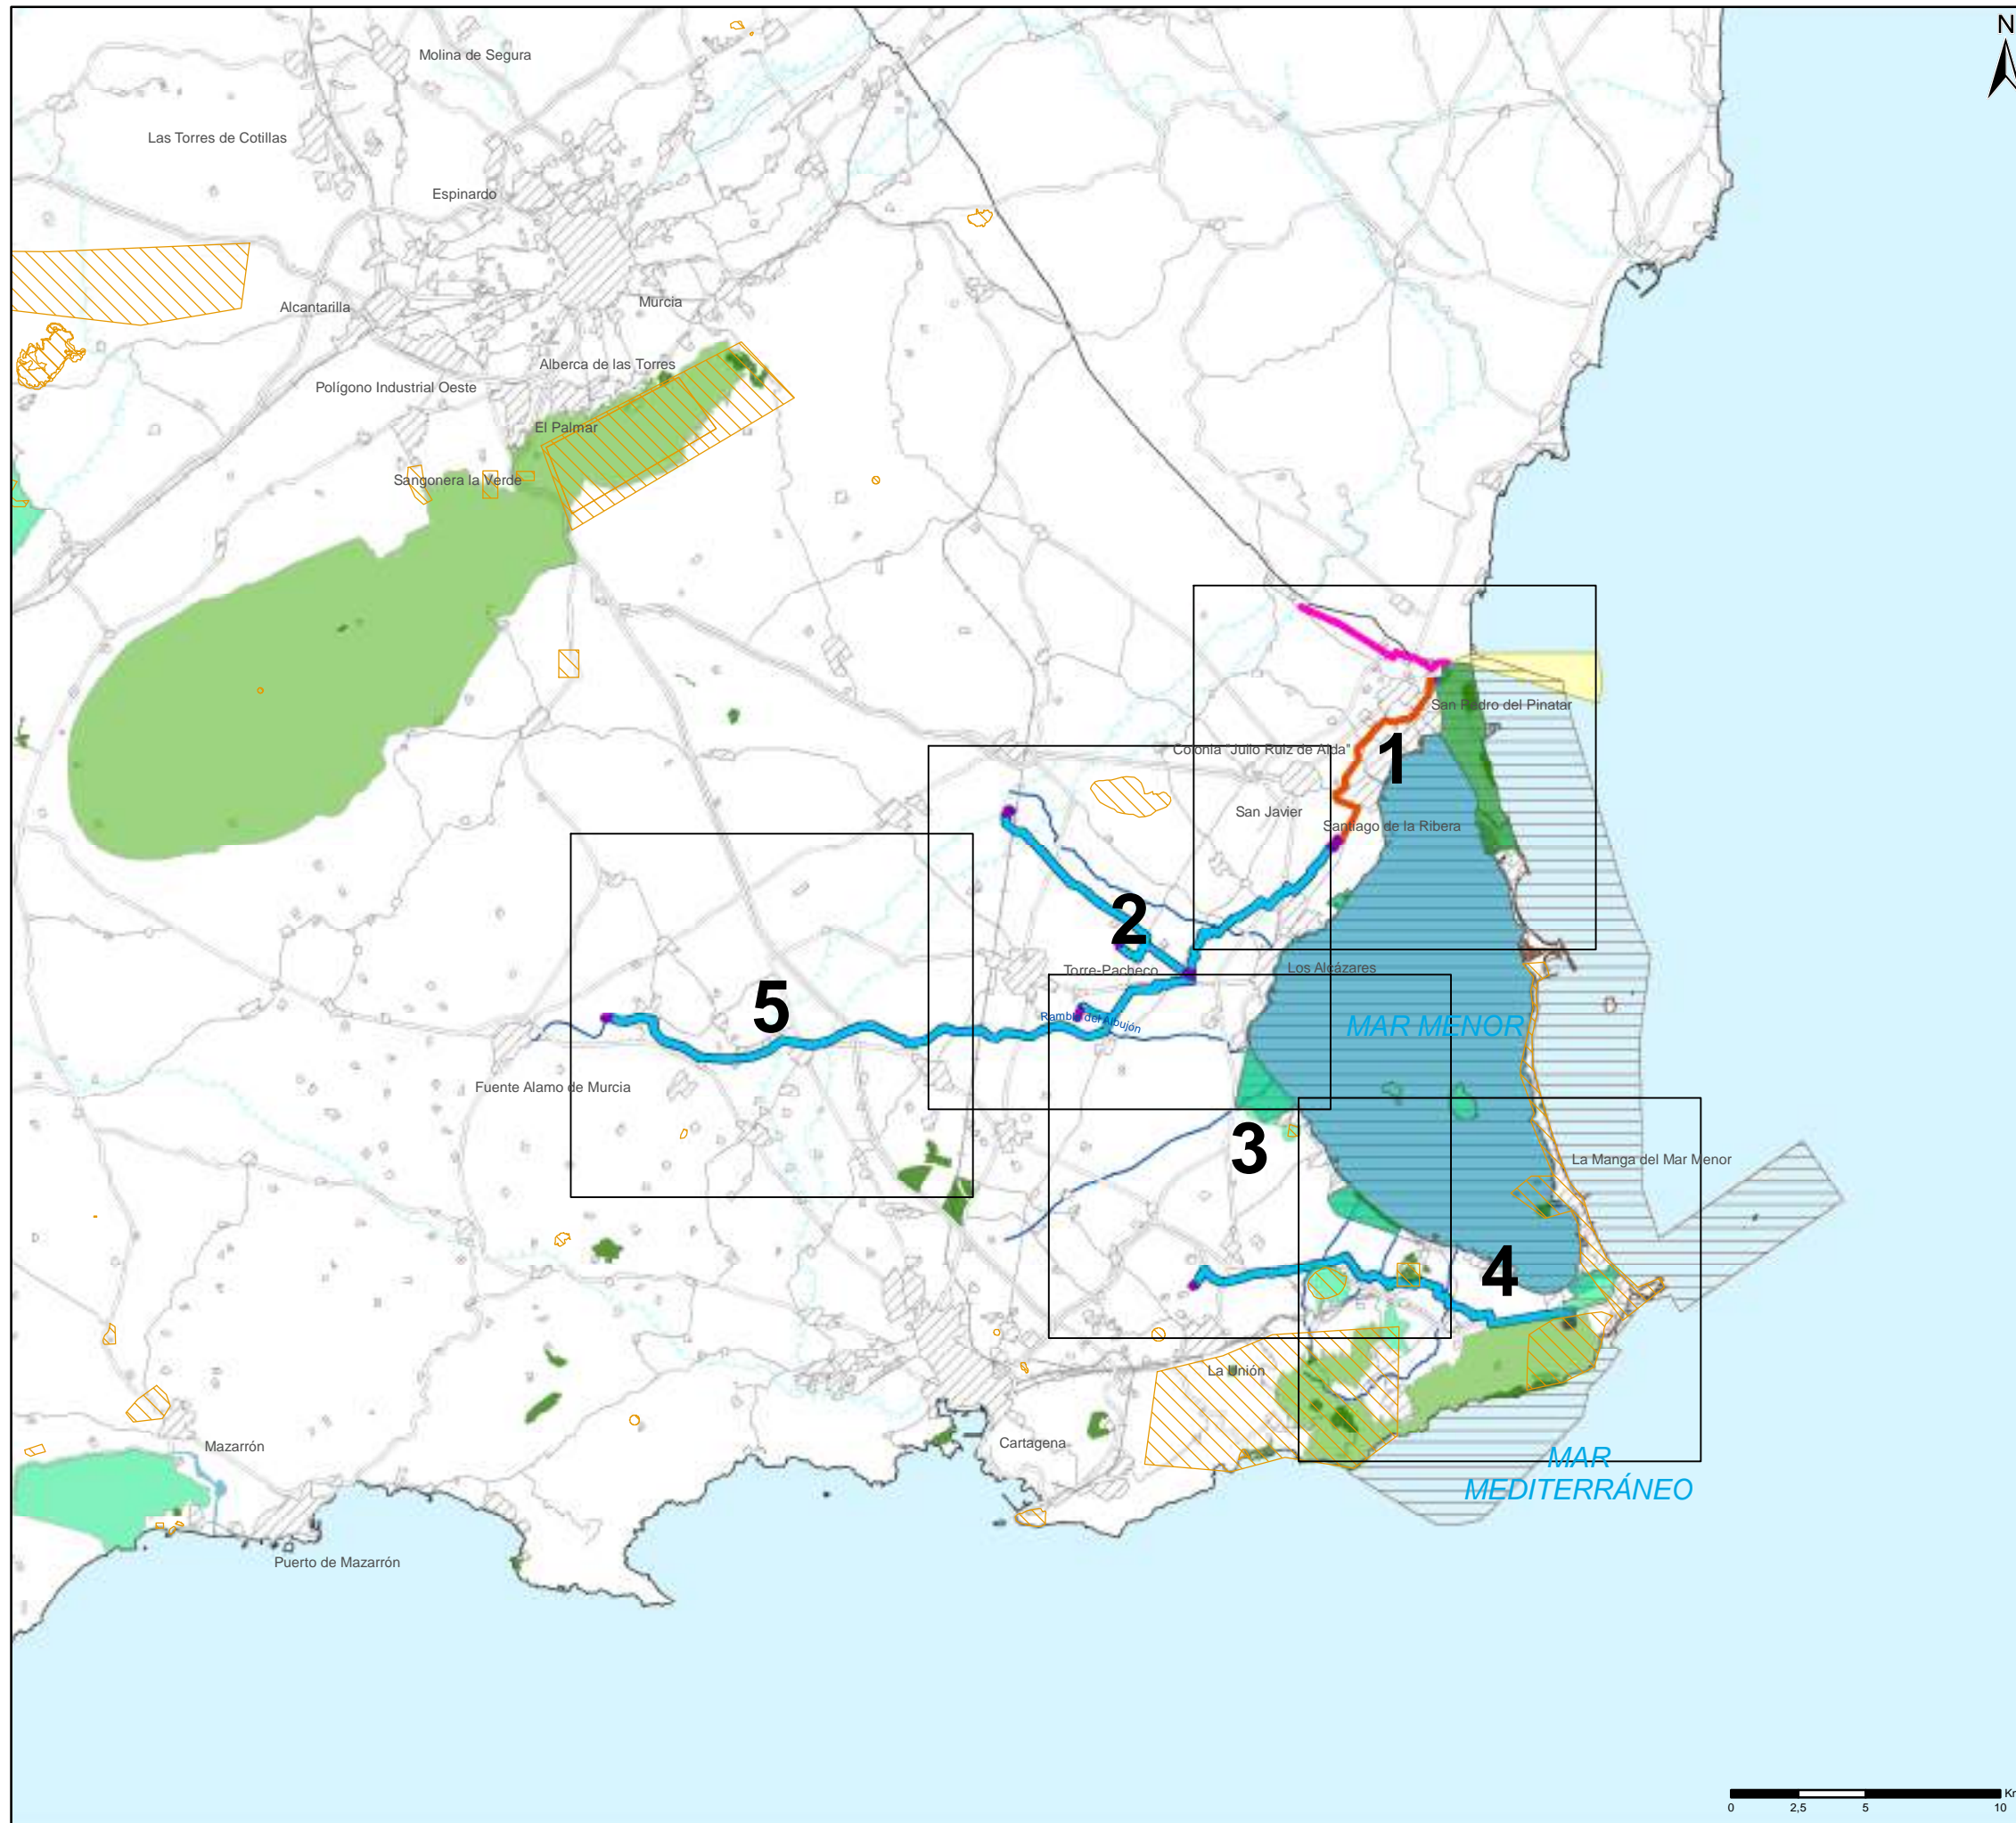 N
Molina de Segura
Las Torres de Cotillas
Espinardo
Murcia
Alcantarilla
Alberca de las Torres
Polígono Industrial Oeste
El Palmar
Sangonera la Verde
San Pedro del Pinatar
1
Colonia "Julio Ruiz de Alda"
San Javier
Santiago de la Ribera
2
Torre-Pacheco
Los Alcázares
5
Rambla del Albujón
MAR MENOR
Fuente Alamo de Murcia
3
La Manga del Mar Menor
4
La Unión
Mazarrón
Cartagena
MAR
MEDITERRÁNEO
Puerto de Mazarrón
0 2,5 5 10